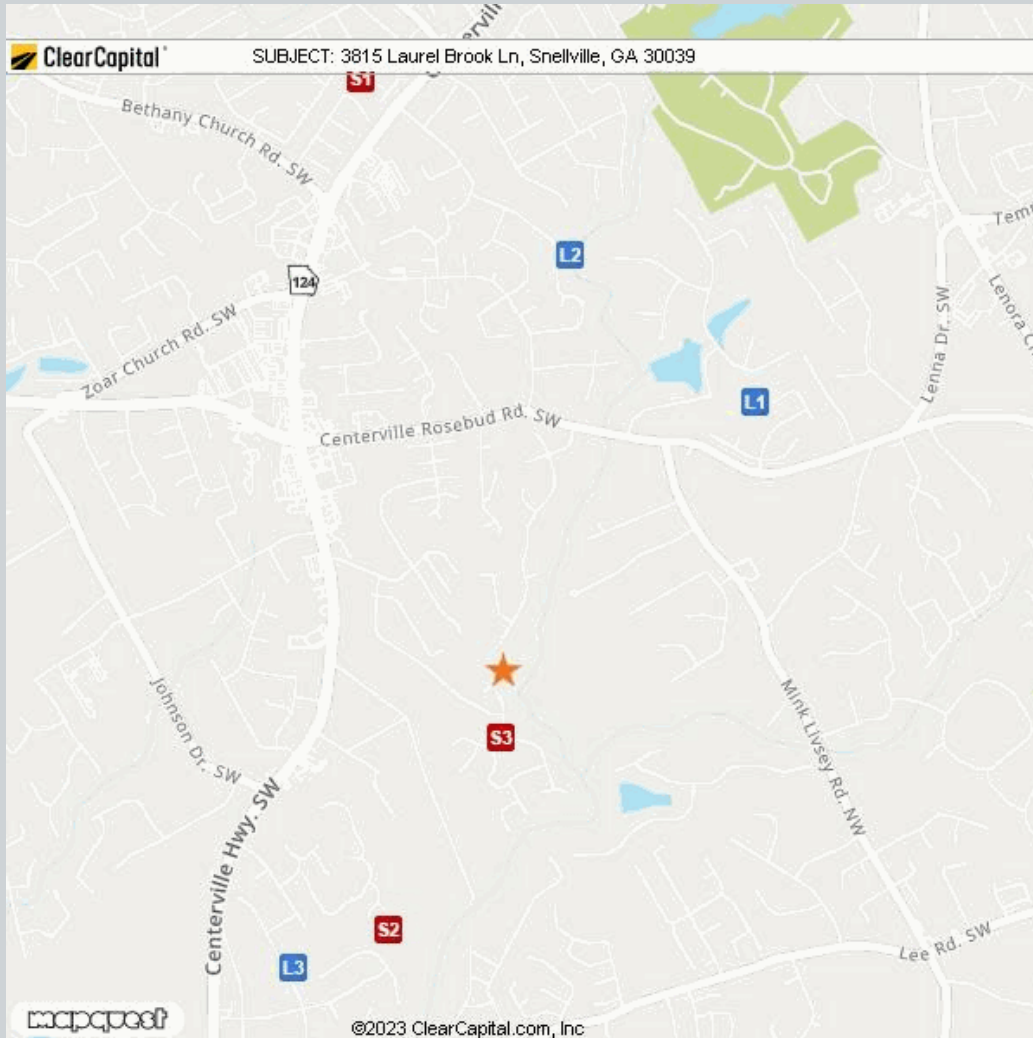 ClearCapital SUBJECT: 3815 Laurel Brook Ln, Snellville, GA 30039
S1
Bethany Church Rd. SW
L2
124
Zoar Church Rd. SW
Lenna Dr. SW
L1
Centerville Rosebud Rd. SW
Johnson Dr. SW
S3
Mink Livsey Rd. NW
Centerville Hwy. SW
S2
Lee Rd. SW
L3
mapquest
©2023 ClearCapital.com, Inc